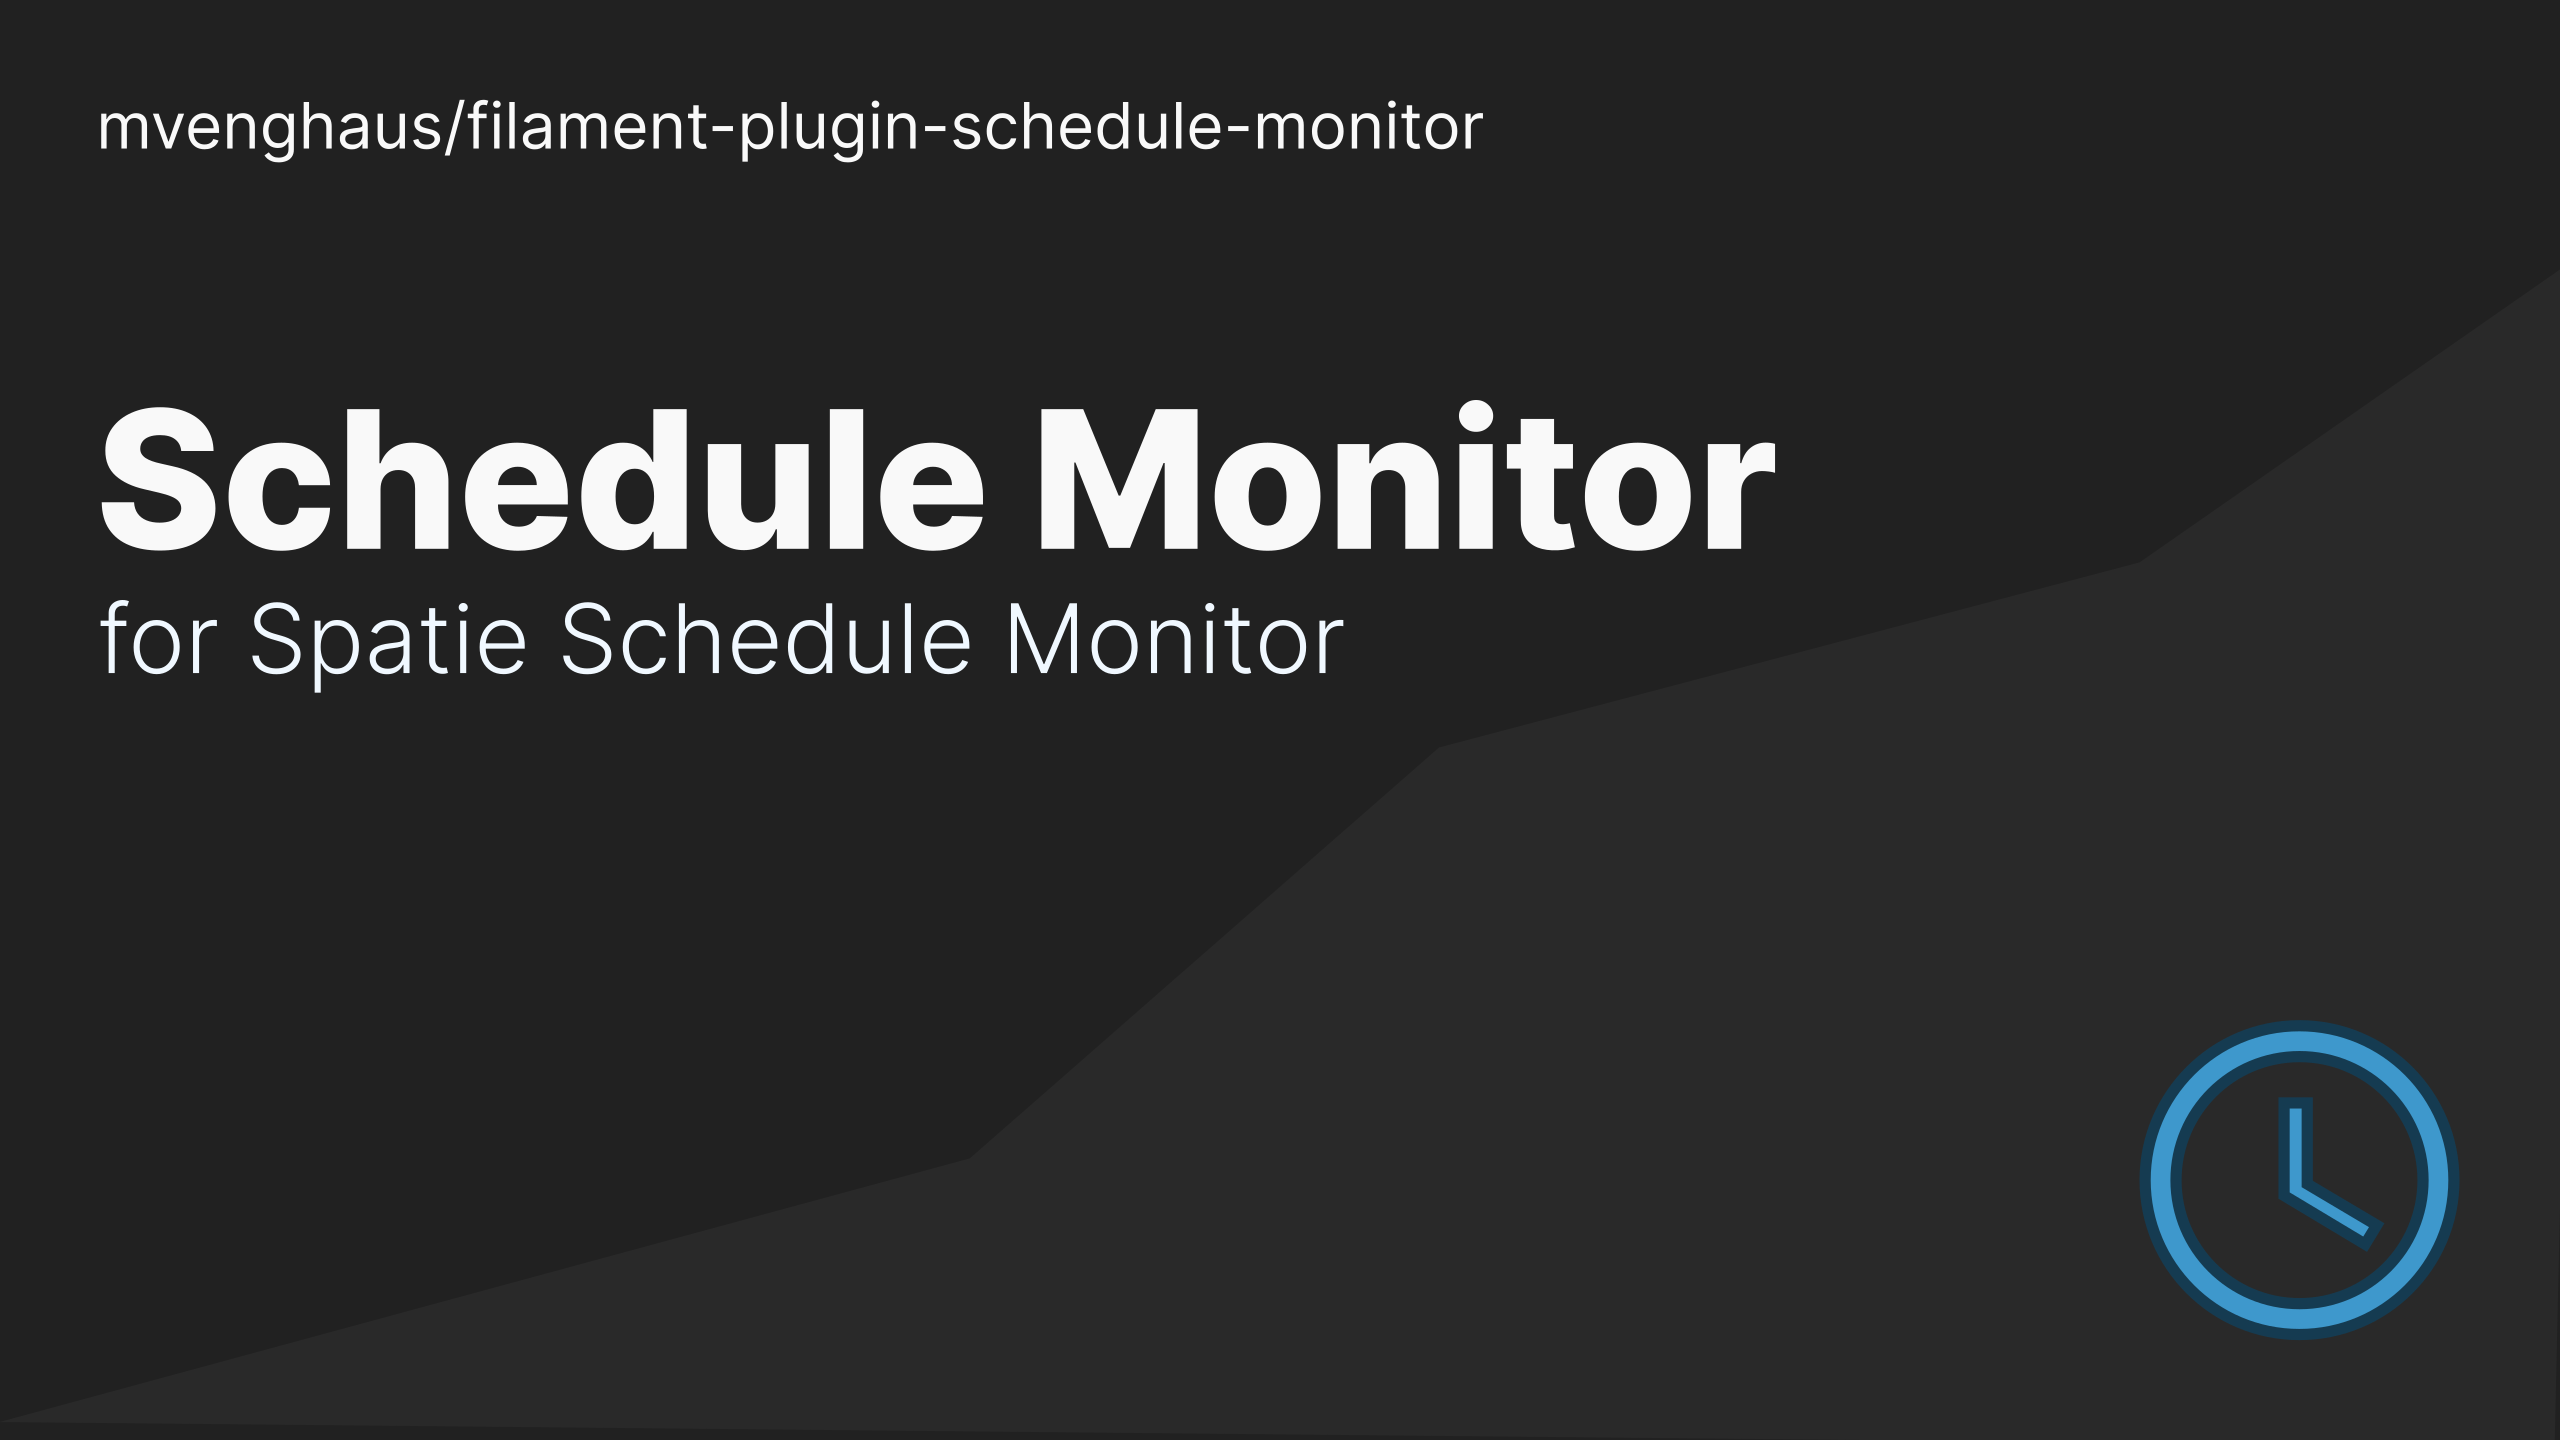 mvenghaus/filament-plugin-schedule-monitor
Schedule Monitor
for Spatie Schedule Monitor